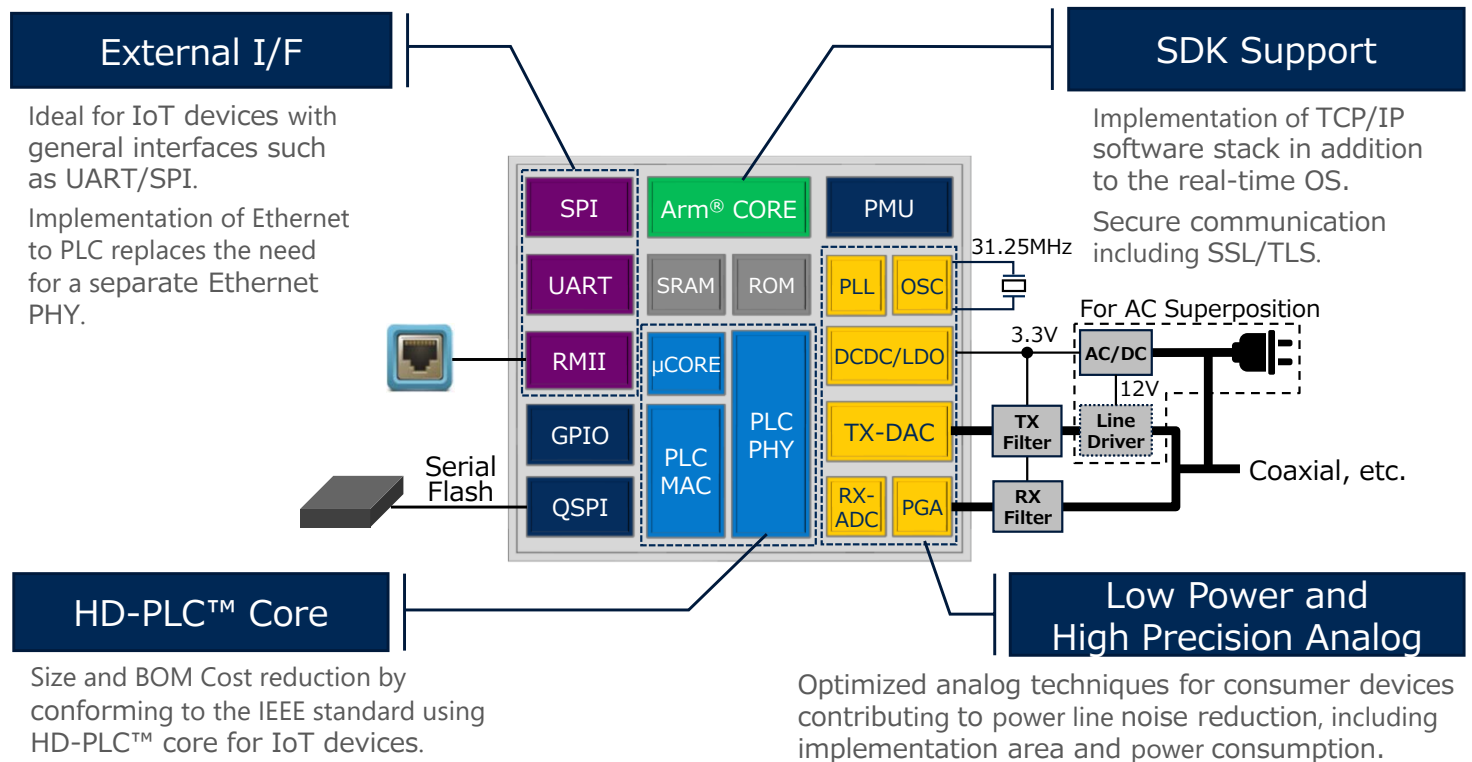 External I/F
Ideal for IoT devices with
general interfaces such
as UART/SPI.
Implementation of Ethernet
to PLC replaces the need
for a separate Ethernet
PHY.
SDK Support
Implementation of TCP/IP
software stack in addition
to the real-time OS.
Secure communication
including SSL/TLS.
SPI
Arm® CORE
PMU
31.25MHz
UART
SRAM
ROM
PLL
OSC
For AC Superposition
3.3V
RMII
µCORE
DCDC/LDO
AC/DC
12V
GPIO
PLC
PHY
TX-DAC
TX
Filter
Line
Driver
PLC
MAC
Serial
Flash
Coaxial, etc.
QSPI
RX-
ADC
PGA
RX
Filter
HD-PLC™ Core
Size and BOM Cost reduction by
conforming to the IEEE standard using
HD-PLC™ core for IoT devices.
Low Power and
High Precision Analog
Optimized analog techniques for consumer devices
contributing to power line noise reduction, including
implementation area and power consumption.